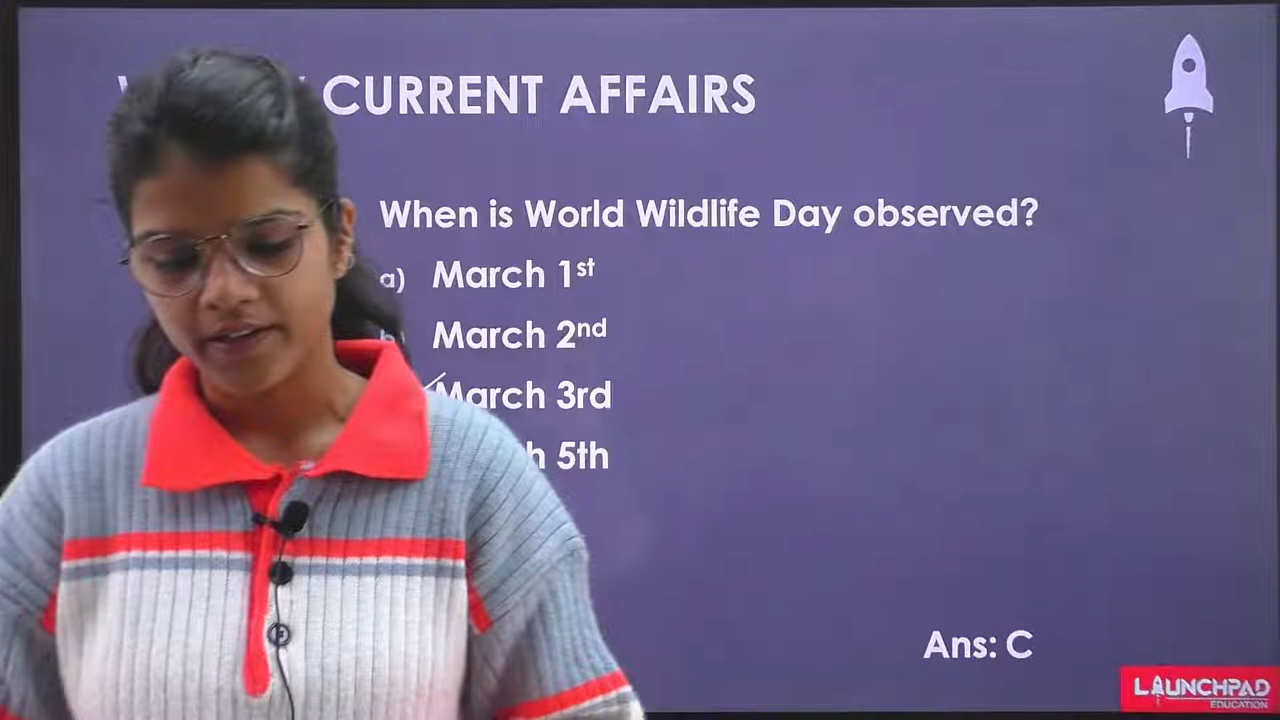 CURRENT AFFAIRS
When is World Wildlife Day observed?
a) March 1st
March 2nd
March 3rd
5th
Ans: C
LAUNCHPAD
EDUCATION